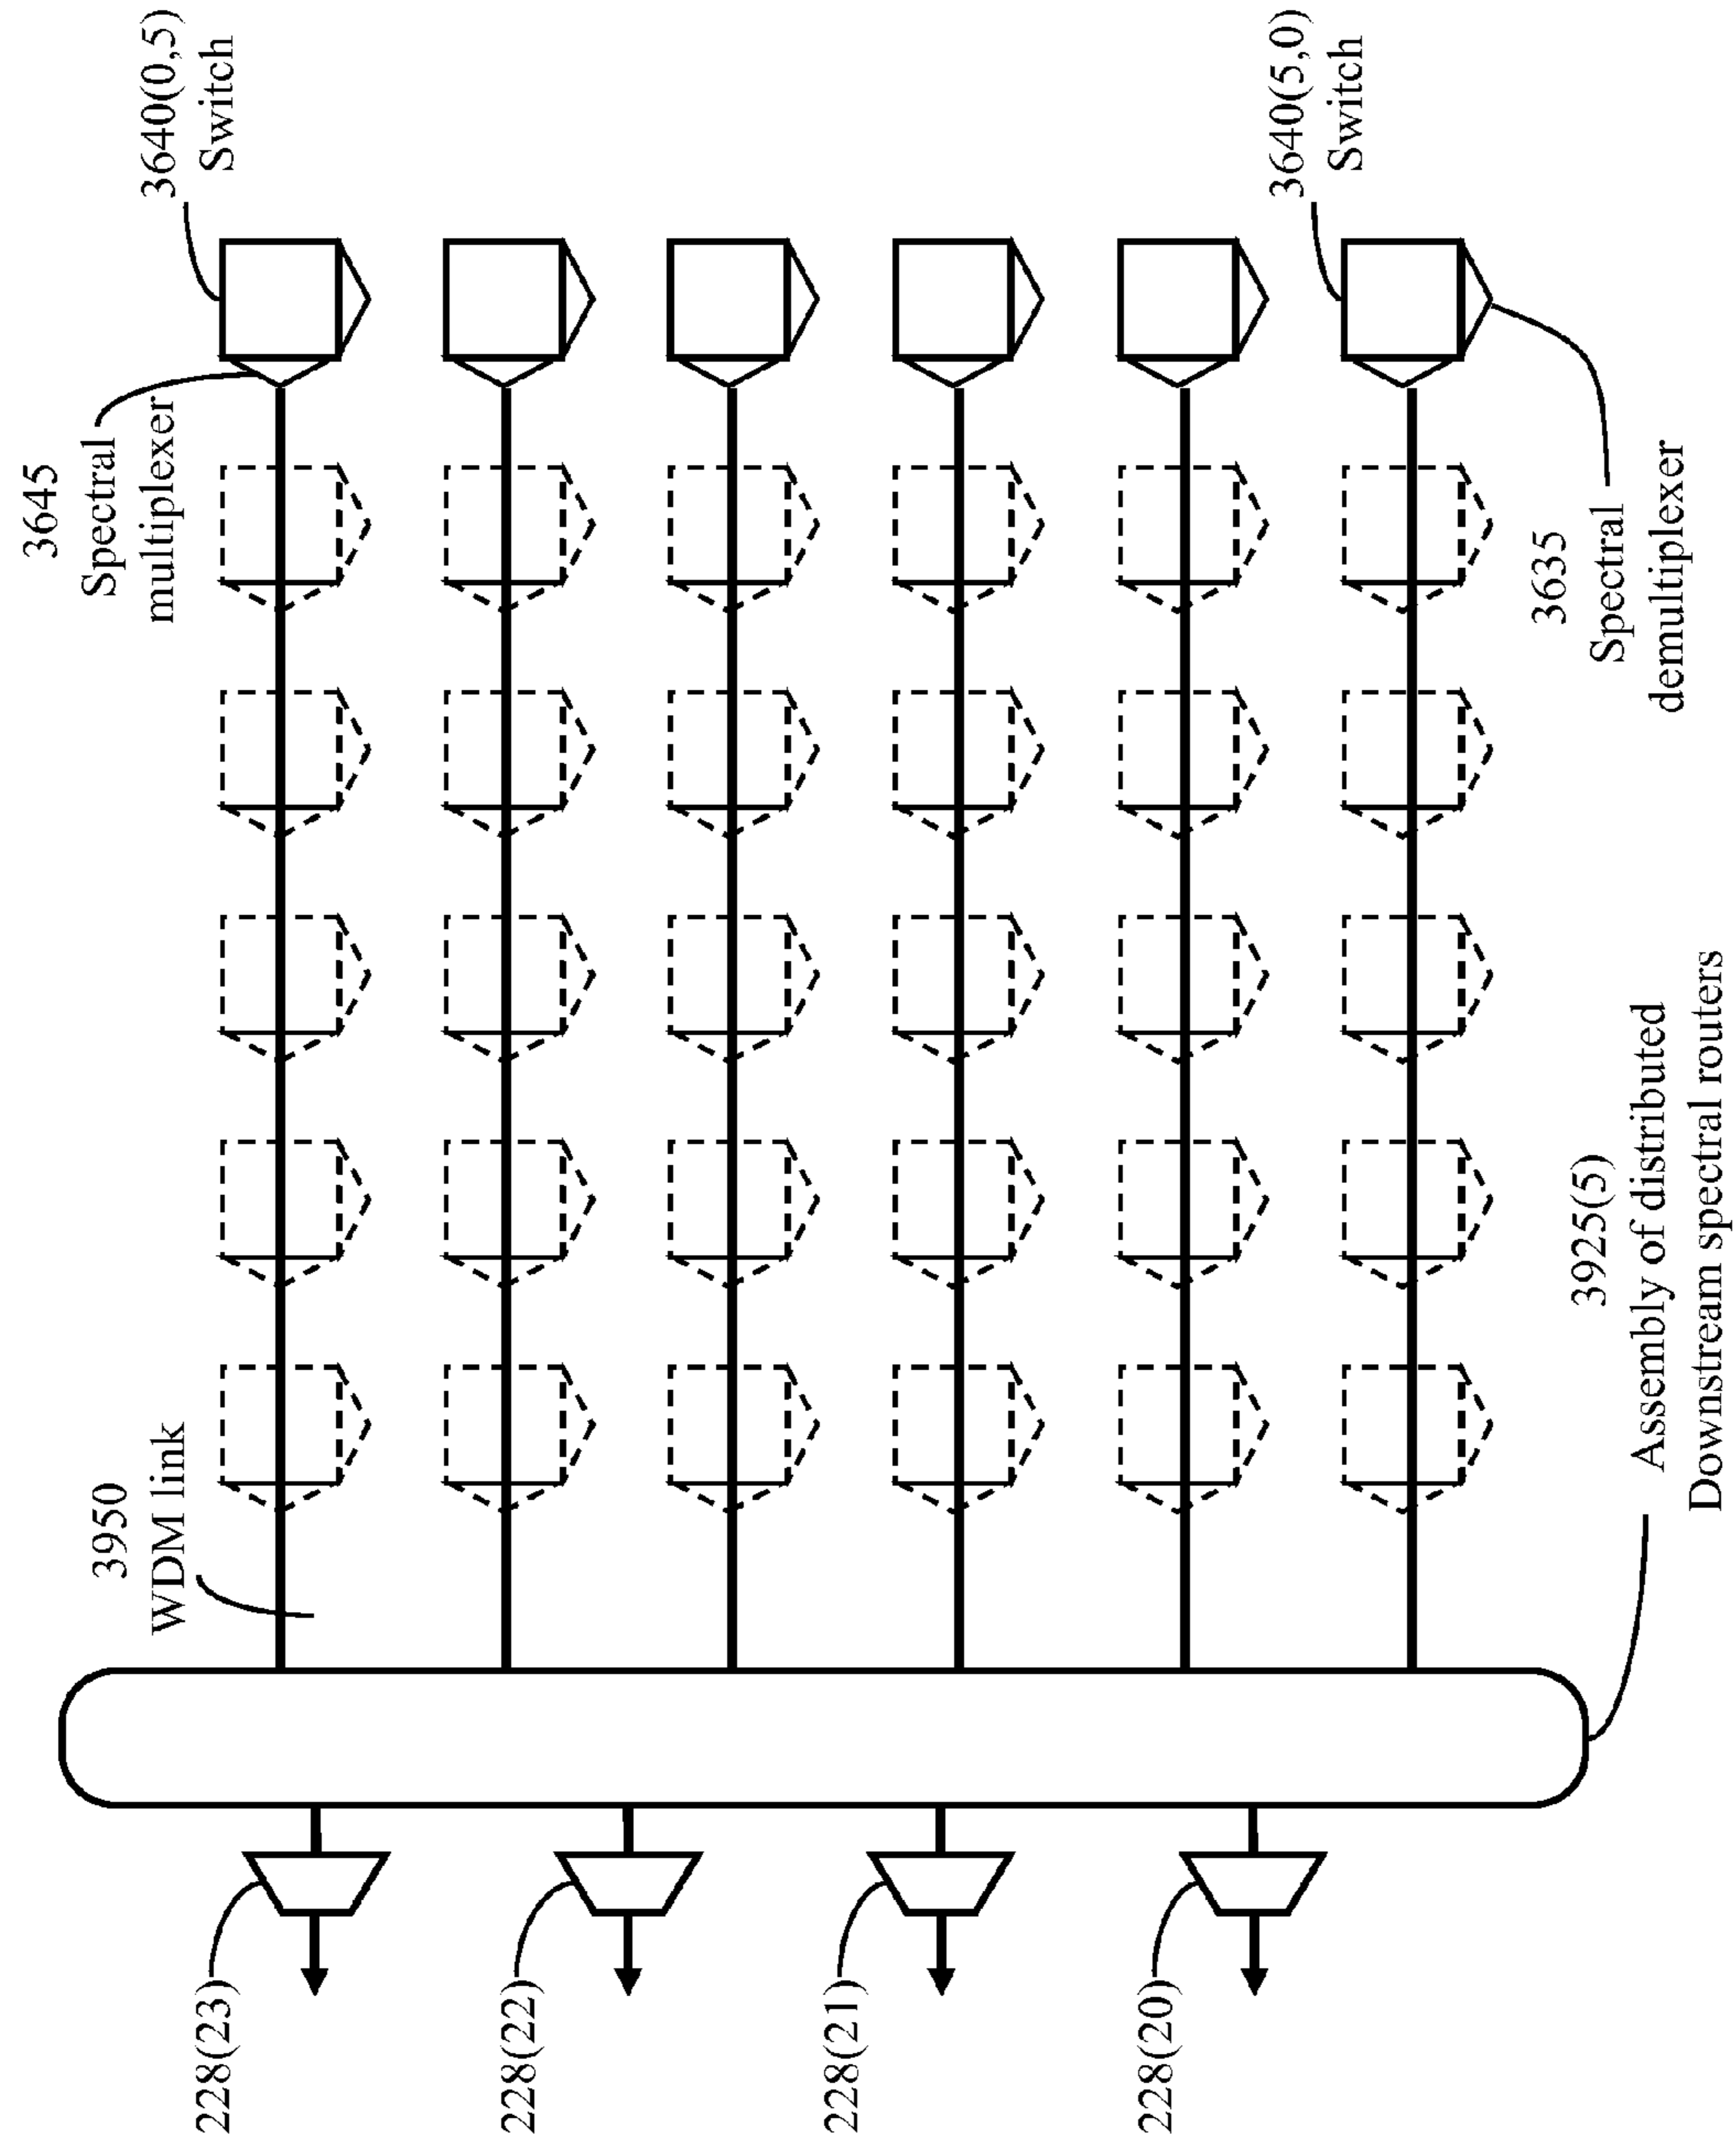 3640(0,5)
Switch
3640(5,0)
Switch
3645
Spectral
multiplexer
3635
Spectral
demultiplexer
3950
WDM link
3925(5)
Assembly of distributed
Downstream spectral routers
228(23)
228(22)
228(21)
228(20)